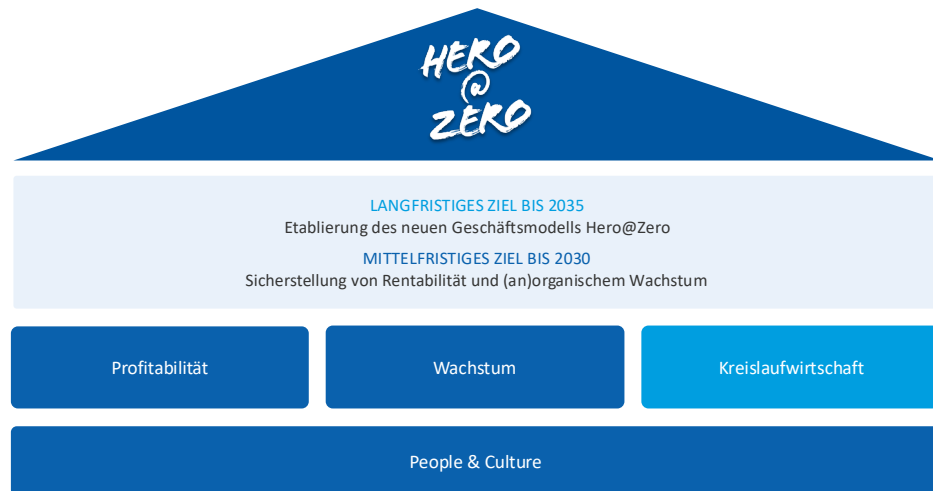 HERO
@
ZERO
LANGFRISTIGES ZIEL BIS 2035
Etablierung des neuen Geschäftsmodells Hero@Zero
MITTELFRISTIGES ZIEL BIS 2030
Sicherstellung von Rentabilität und (an)organischem Wachstum
Profitabilität
Wachstum
Kreislaufwirtschaft
People & Culture